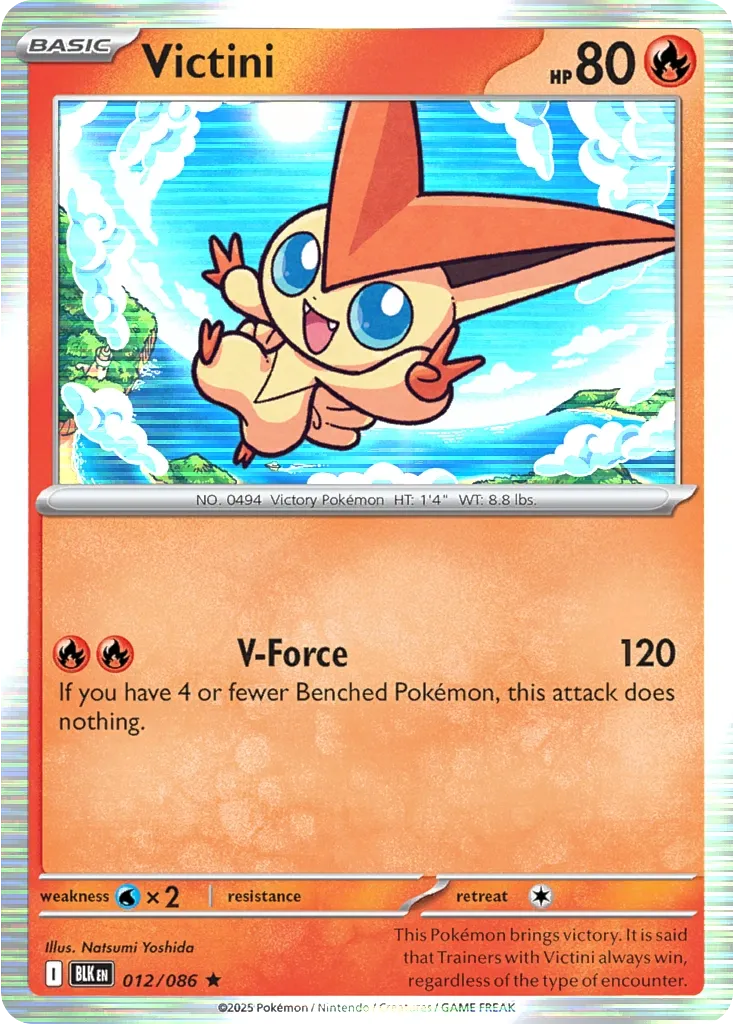 BASIC
Victini
HP 80
NO. 0494 Victory Pokémon HT: 1'4" WT: 8.8 lbs.
V-Force 120
If you have 4 or fewer Benched Pokémon, this attack does
nothing.
weakness ×2 resistance retreat
Illus. Natsumi Yoshida
This Pokémon brings victory. It is said
that Trainers with Victini always win,
regardless of the type of encounter.
I BLK EN 012/086 ★
©2025 Pokémon / Nintendo / Creatures / GAME FREAK